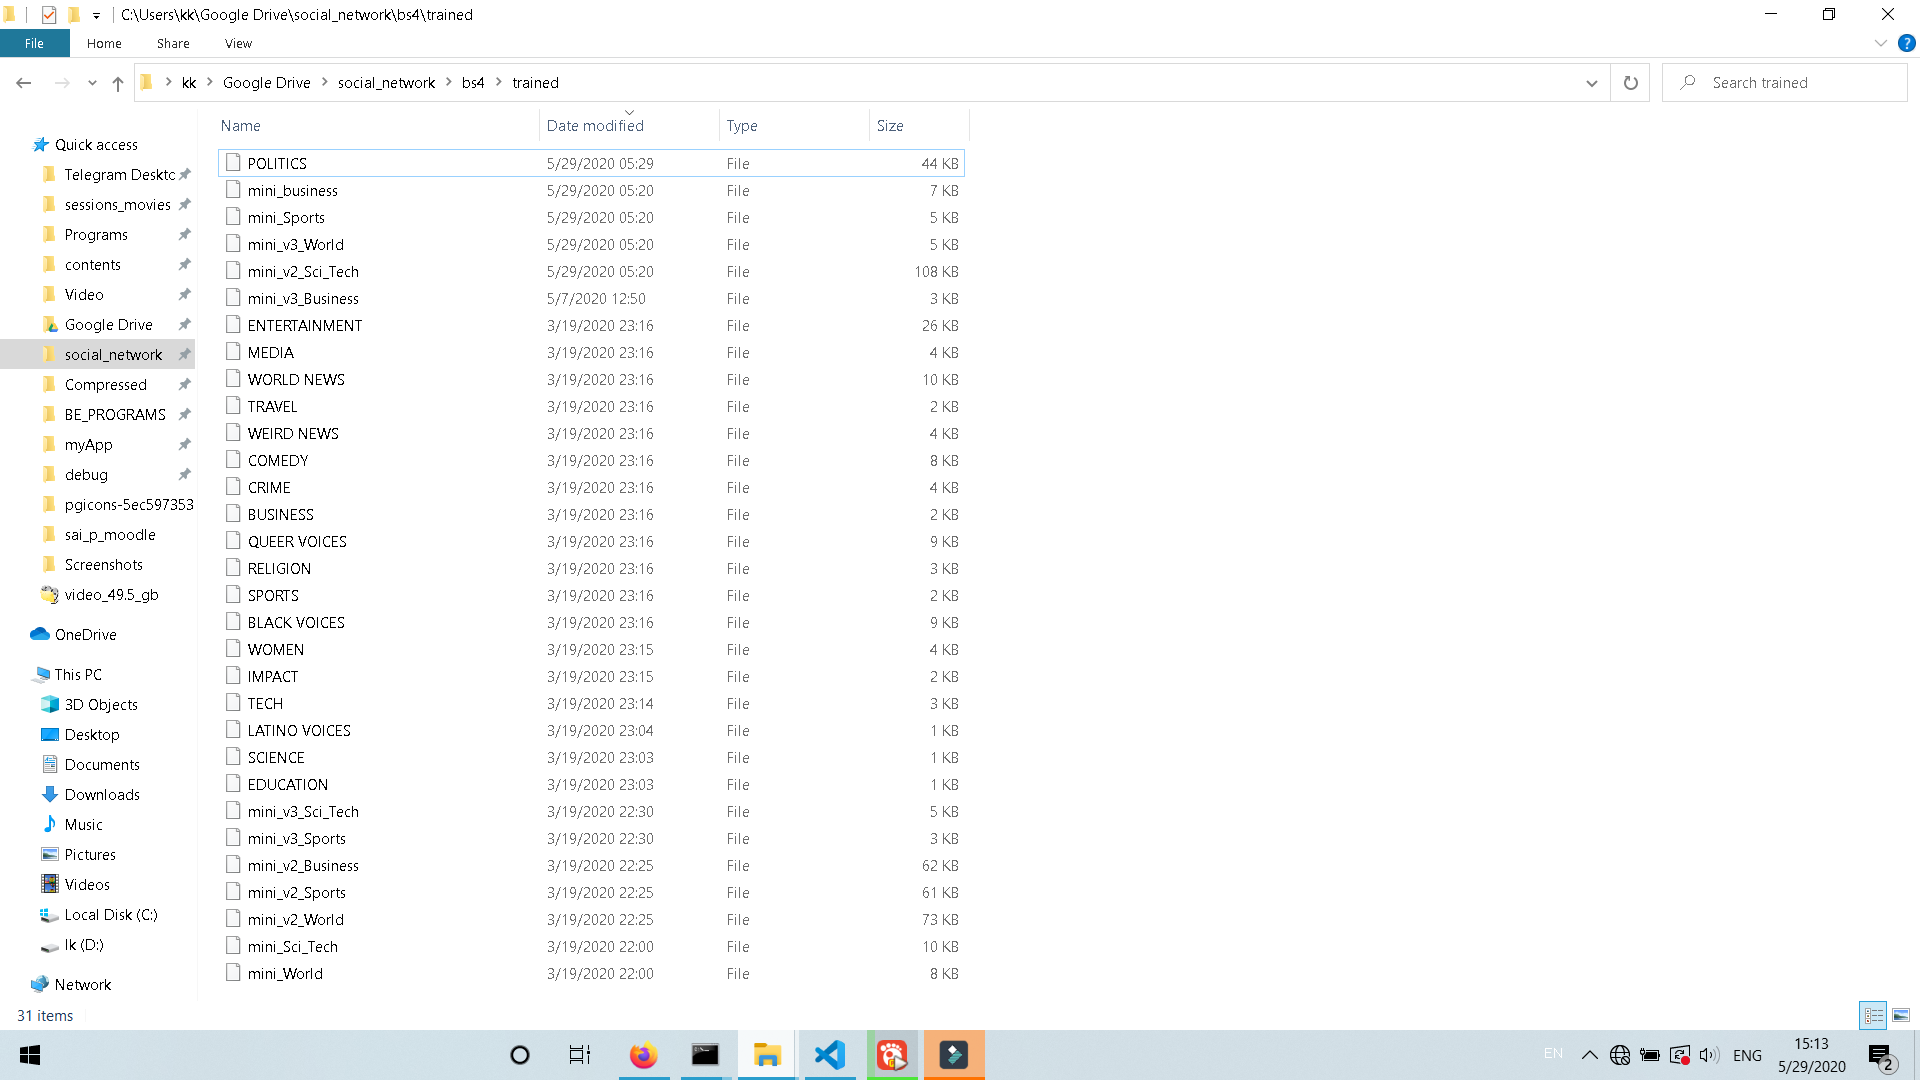 C:\Users\kk\Google Drive\social_network\bs4\trained
File Home Share View
kk Google Drive social_network bs4 trained
Search trained
Name Date modified Type Size
Quick access
Telegram Deskto
sessions_movies
Programs
contents
Video
Google Drive
social_network
Compressed
BE_PROGRAMS
myApp
debug
pgicons-5ec597353
sai_p_moodle
Screenshots
video_49.5_gb
OneDrive
This PC
3D Objects
Desktop
Documents
Downloads
Music
Pictures
Videos
Local Disk (C:)
lk (D:)
Network
POLITICS 5/29/2020 05:29 File 44 KB
mini_business 5/29/2020 05:20 File 7 KB
mini_Sports 5/29/2020 05:20 File 5 KB
mini_v3_World 5/29/2020 05:20 File 5 KB
mini_v2_Sci_Tech 5/29/2020 05:20 File 108 KB
mini_v3_Business 5/7/2020 12:50 File 3 KB
ENTERTAINMENT 3/19/2020 23:16 File 26 KB
MEDIA 3/19/2020 23:16 File 4 KB
WORLD NEWS 3/19/2020 23:16 File 10 KB
TRAVEL 3/19/2020 23:16 File 2 KB
WEIRD NEWS 3/19/2020 23:16 File 4 KB
COMEDY 3/19/2020 23:16 File 8 KB
CRIME 3/19/2020 23:16 File 4 KB
BUSINESS 3/19/2020 23:16 File 2 KB
QUEER VOICES 3/19/2020 23:16 File 9 KB
RELIGION 3/19/2020 23:16 File 3 KB
SPORTS 3/19/2020 23:16 File 2 KB
BLACK VOICES 3/19/2020 23:16 File 9 KB
WOMEN 3/19/2020 23:15 File 4 KB
IMPACT 3/19/2020 23:15 File 2 KB
TECH 3/19/2020 23:14 File 3 KB
LATINO VOICES 3/19/2020 23:04 File 1 KB
SCIENCE 3/19/2020 23:03 File 1 KB
EDUCATION 3/19/2020 23:03 File 1 KB
mini_v3_Sci_Tech 3/19/2020 22:30 File 5 KB
mini_v3_Sports 3/19/2020 22:30 File 3 KB
mini_v2_Business 3/19/2020 22:25 File 62 KB
mini_v2_Sports 3/19/2020 22:25 File 61 KB
mini_v2_World 3/19/2020 22:25 File 73 KB
mini_Sci_Tech 3/19/2020 22:00 File 10 KB
mini_World 3/19/2020 22:00 File 8 KB
31 items
EN ENG 15:13
5/29/2020 2